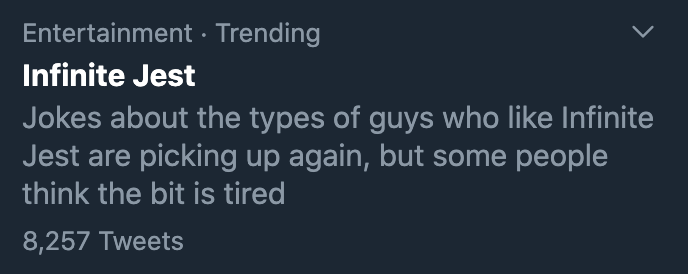 Entertainment · Trending
Infinite Jest
Jokes about the types of guys who like Infinite
Jest are picking up again, but some people
think the bit is tired
8,257 Tweets